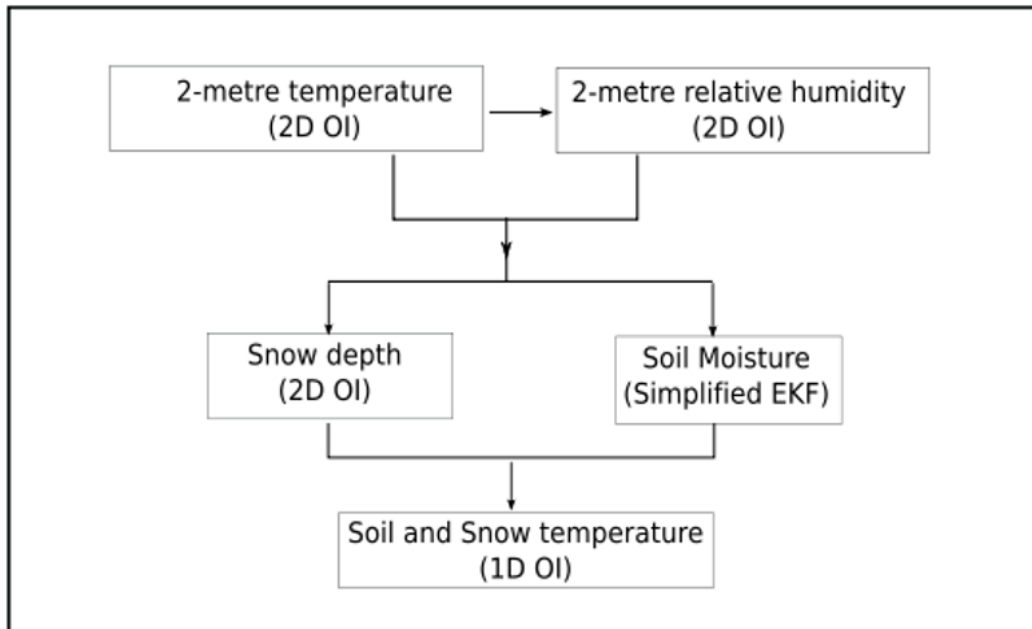 2-metre temperature
(2D OI)
2-metre relative humidity
(2D OI)
Snow depth
(2D OI)
Soil Moisture
(Simplified EKF)
Soil and Snow temperature
(1D OI)